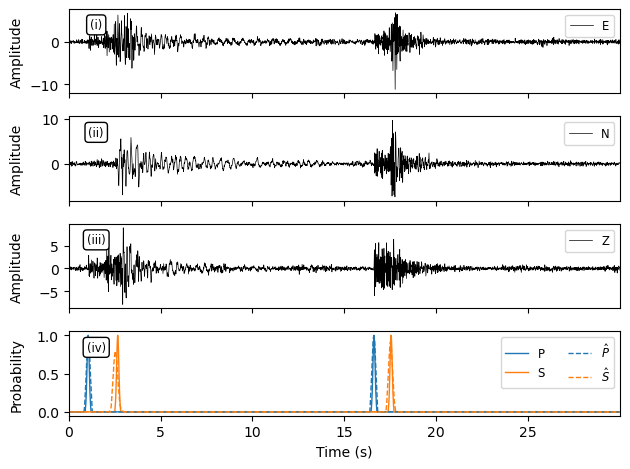 Amplitude
0
−10
(i)
E
Amplitude
10
0
(ii)
N
Amplitude
5
0
−5
(iii)
Z
Probability
1.0
0.5
0.0
(iv)
P P̂
S Ŝ
0 5 10 15 20 25
Time (s)